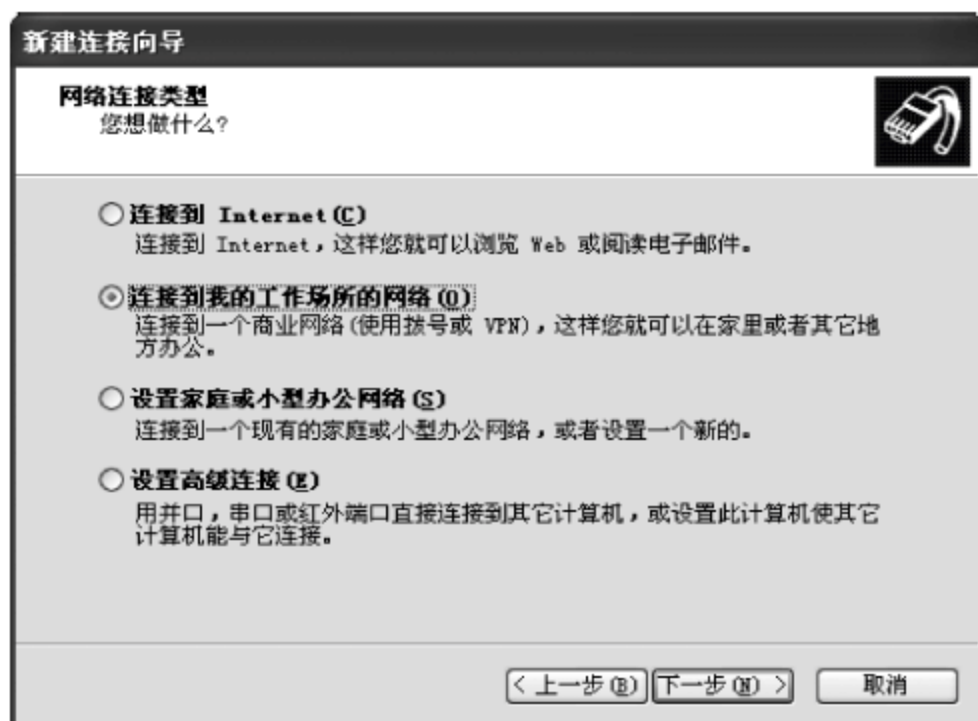 新建连接向导
网络连接类型
您想做什么?
连接到 Internet(C)
连接到 Internet，这样您就可以浏览 Web 或阅读电子邮件。
连接到我的工作场所的网络(O)
连接到一个商业网络(使用拨号或 VPN)，这样您就可以在家里或者其它地
方办公。
设置家庭或小型办公网络(S)
连接到一个现有的家庭或小型办公网络，或者设置一个新的。
设置高级连接(E)
用并口，串口或红外端口直接连接到其它计算机，或设置此计算机使其它
计算机能与它连接。
< 上一步(B) 下一步(N) > 取消